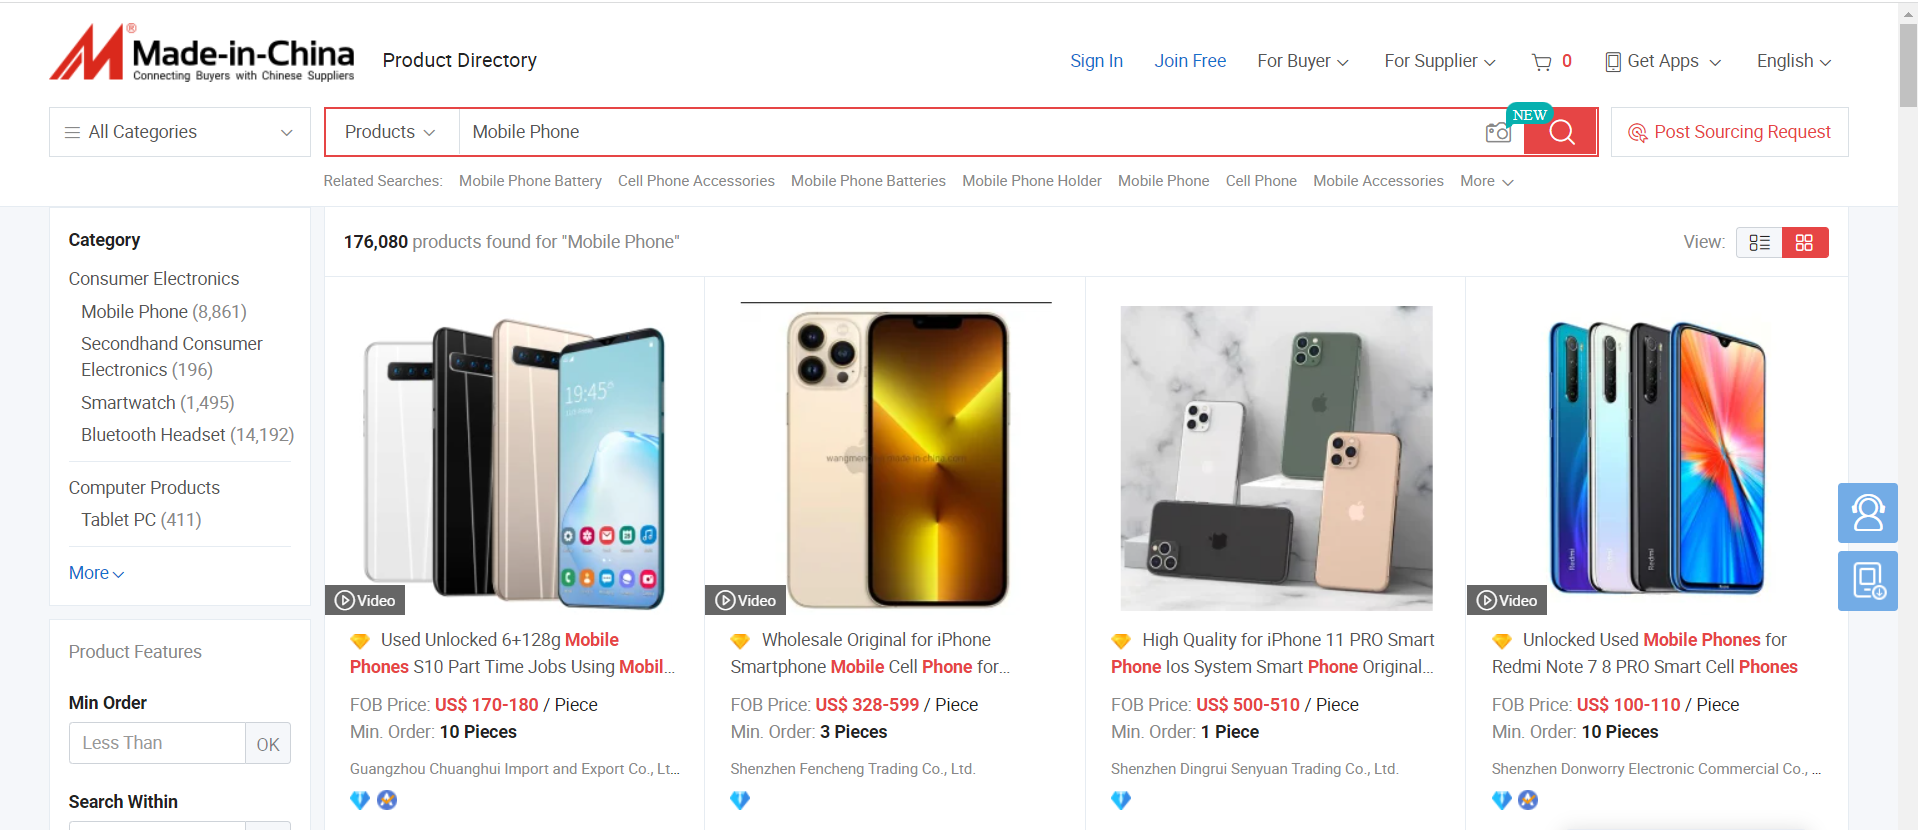 Made-in-China ®
Connecting Buyers with Chinese Suppliers
Product Directory
Sign In
Join Free
For Buyer
For Supplier
0
Get Apps
English
All Categories
Products
Mobile Phone
NEW
Post Sourcing Request
Related Searches: Mobile Phone Battery Cell Phone Accessories Mobile Phone Batteries Mobile Phone Holder Mobile Phone Cell Phone Mobile Accessories More
Category
Consumer Electronics
Mobile Phone (8,861)
Secondhand Consumer
Electronics (196)
Smartwatch (1,495)
Bluetooth Headset (14,192)
Computer Products
Tablet PC (411)
More
Product Features
Min Order
Less Than
OK
Search Within
176,080 products found for "Mobile Phone"
View:
19:45
Video
Used Unlocked 6+128g Mobile
Phones S10 Part Time Jobs Using Mobil...
FOB Price: US$ 170-180 / Piece
Min. Order: 10 Pieces
Guangzhou Chuanghui Import and Export Co., Lt...
Video
Wholesale Original for iPhone
Smartphone Mobile Cell Phone for...
FOB Price: US$ 328-599 / Piece
Min. Order: 3 Pieces
Shenzhen Fencheng Trading Co., Ltd.
High Quality for iPhone 11 PRO Smart
Phone Ios System Smart Phone Original...
FOB Price: US$ 500-510 / Piece
Min. Order: 1 Piece
Shenzhen Dingrui Senyuan Trading Co., Ltd.
Redmi
Redmi
Redmi
Video
Unlocked Used Mobile Phones for
Redmi Note 7 8 PRO Smart Cell Phones
FOB Price: US$ 100-110 / Piece
Min. Order: 10 Pieces
Shenzhen Donworry Electronic Commercial Co., ...